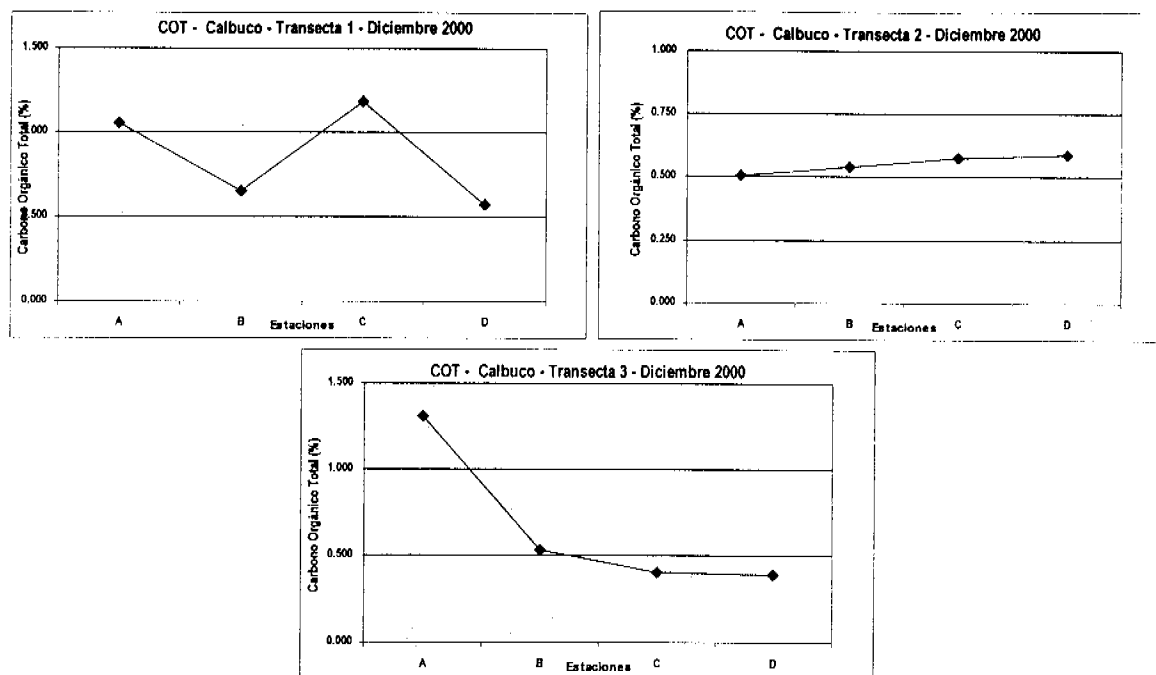 COT - Calbuco - Transecta 1 - Diciembre 2000
Carbono Orgánico Total (%)
1.500
1.000
0.500
0.000
A
B
C
D
Estaciones
COT - Calbuco - Transecta 2 - Diciembre 2000
Carbono Orgánico Total (%)
1.000
0.750
0.500
0.250
0.000
A
B
C
D
Estaciones
COT - Calbuco - Transecta 3 - Diciembre 2000
Carbono Orgánico Total (%)
1.500
1.000
0.500
0.000
A
B
C
D
Estaciones